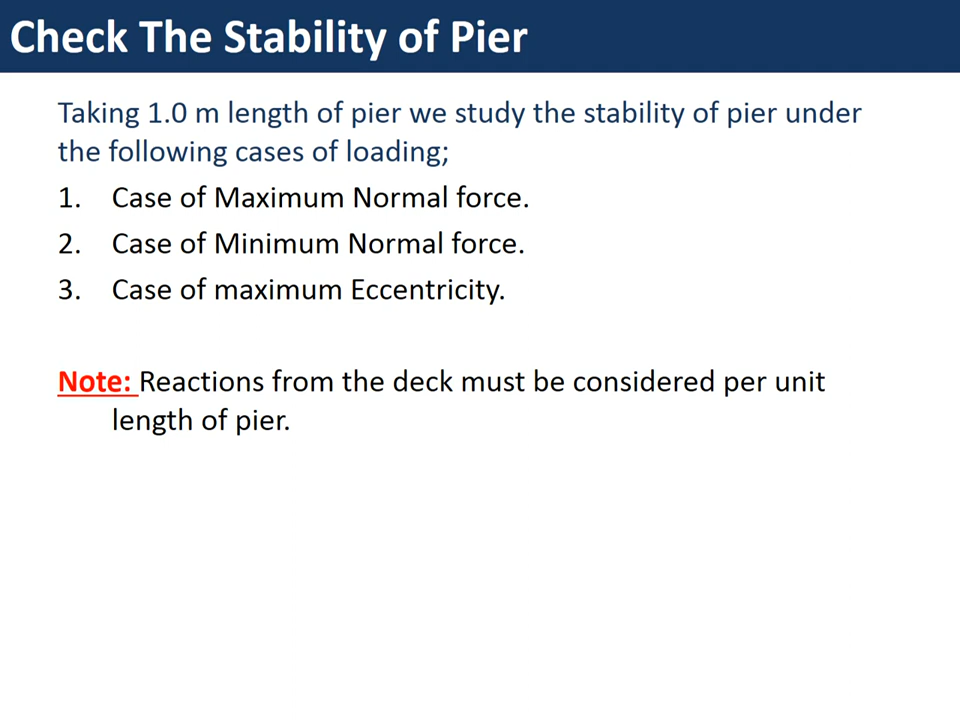 Check The Stability of Pier
Taking 1.0 m length of pier we study the stability of pier under
the following cases of loading;
1. Case of Maximum Normal force.
2. Case of Minimum Normal force.
3. Case of maximum Eccentricity.
Note: Reactions from the deck must be considered per unit
length of pier.